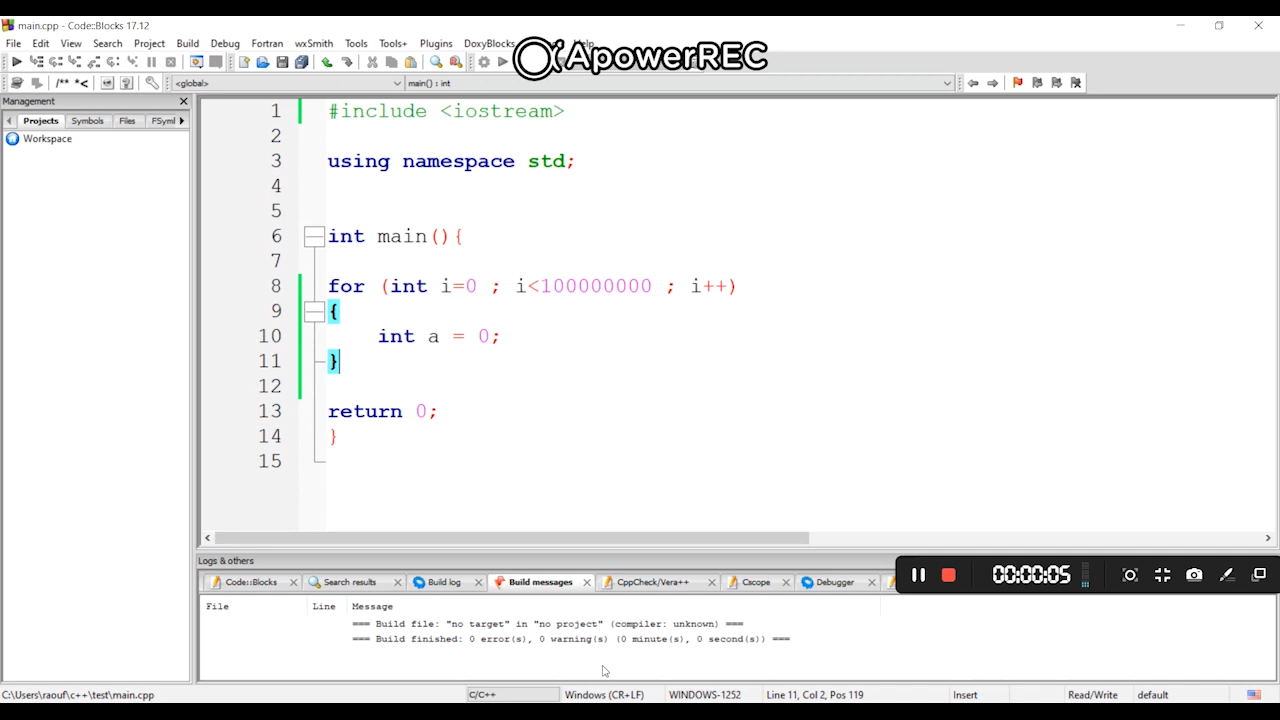 main.cpp - Code::Blocks 17.12
File Edit View Search Project Build Debug Fortran wxSmith Tools Tools+ Plugins DoxyBlocks Help
ApowerREC
/** *<
<global> main() : int
Management
Projects Symbols Files FSyml
Workspace
1 #include <iostream>
2
3 using namespace std;
4
5
6 int main(){
7
8 for (int i=0 ; i<100000000 ; i++)
9 {
10 int a = 0;
11 }
12
13 return 0;
14 }
15
Logs & others
Code::Blocks Search results Build log Build messages CppCheck/Vera++ Cscope Debugger
00:00:05
File Line Message
=== Build file: "no target" in "no project" (compiler: unknown) ===
=== Build finished: 0 error(s), 0 warning(s) (0 minute(s), 0 second(s)) ===
C:\Users\raouf\c++\test\main.cpp C/C++ Windows (CR+LF) WINDOWS-1252 Line 11, Col 2, Pos 119 Insert Read/Write default